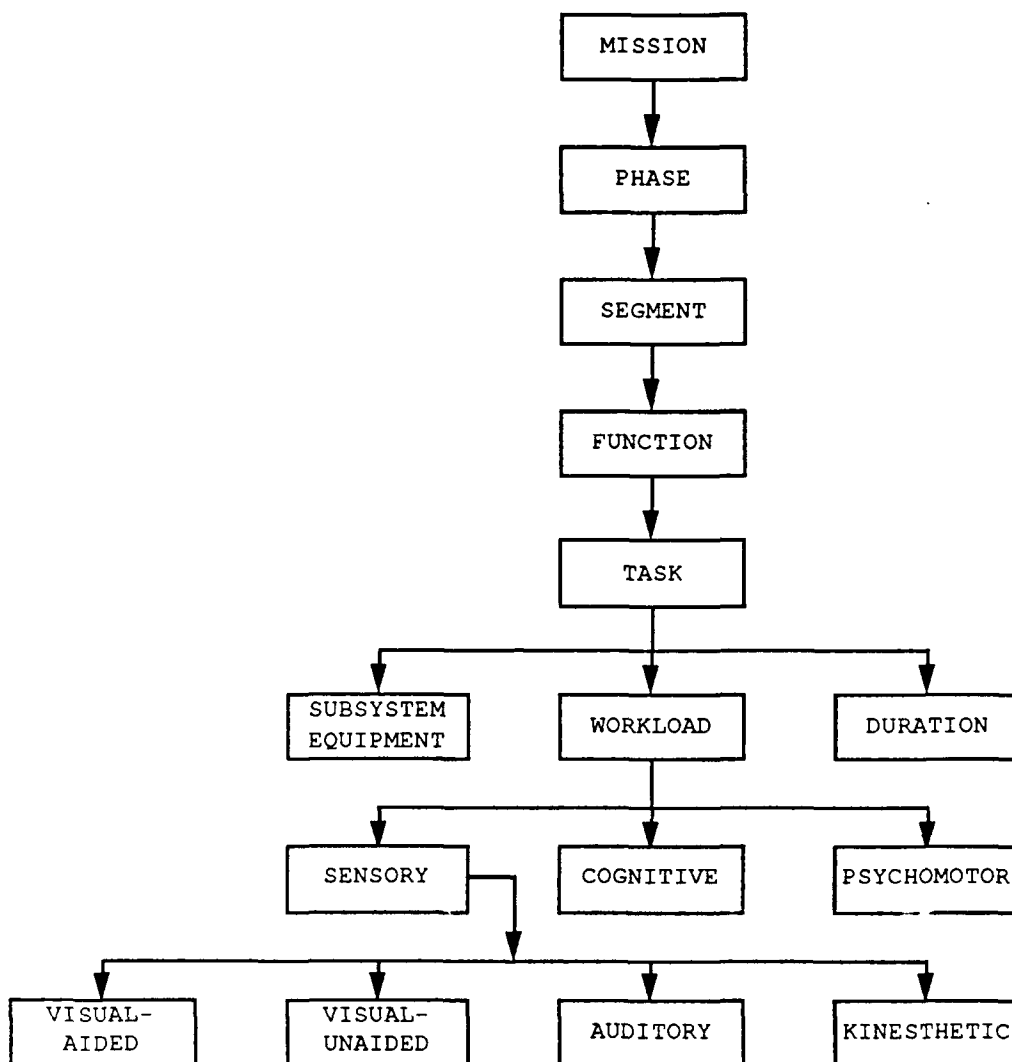 MISSION
PHASE
SEGMENT
FUNCTION
TASK
SUBSYSTEM
EQUIPMENT
WORKLOAD
DURATION
SENSORY
COGNITIVE
PSYCHOMOTOR
VISUAL-
AIDED
VISUAL-
UNAIDED
AUDITORY
KINESTHETIC